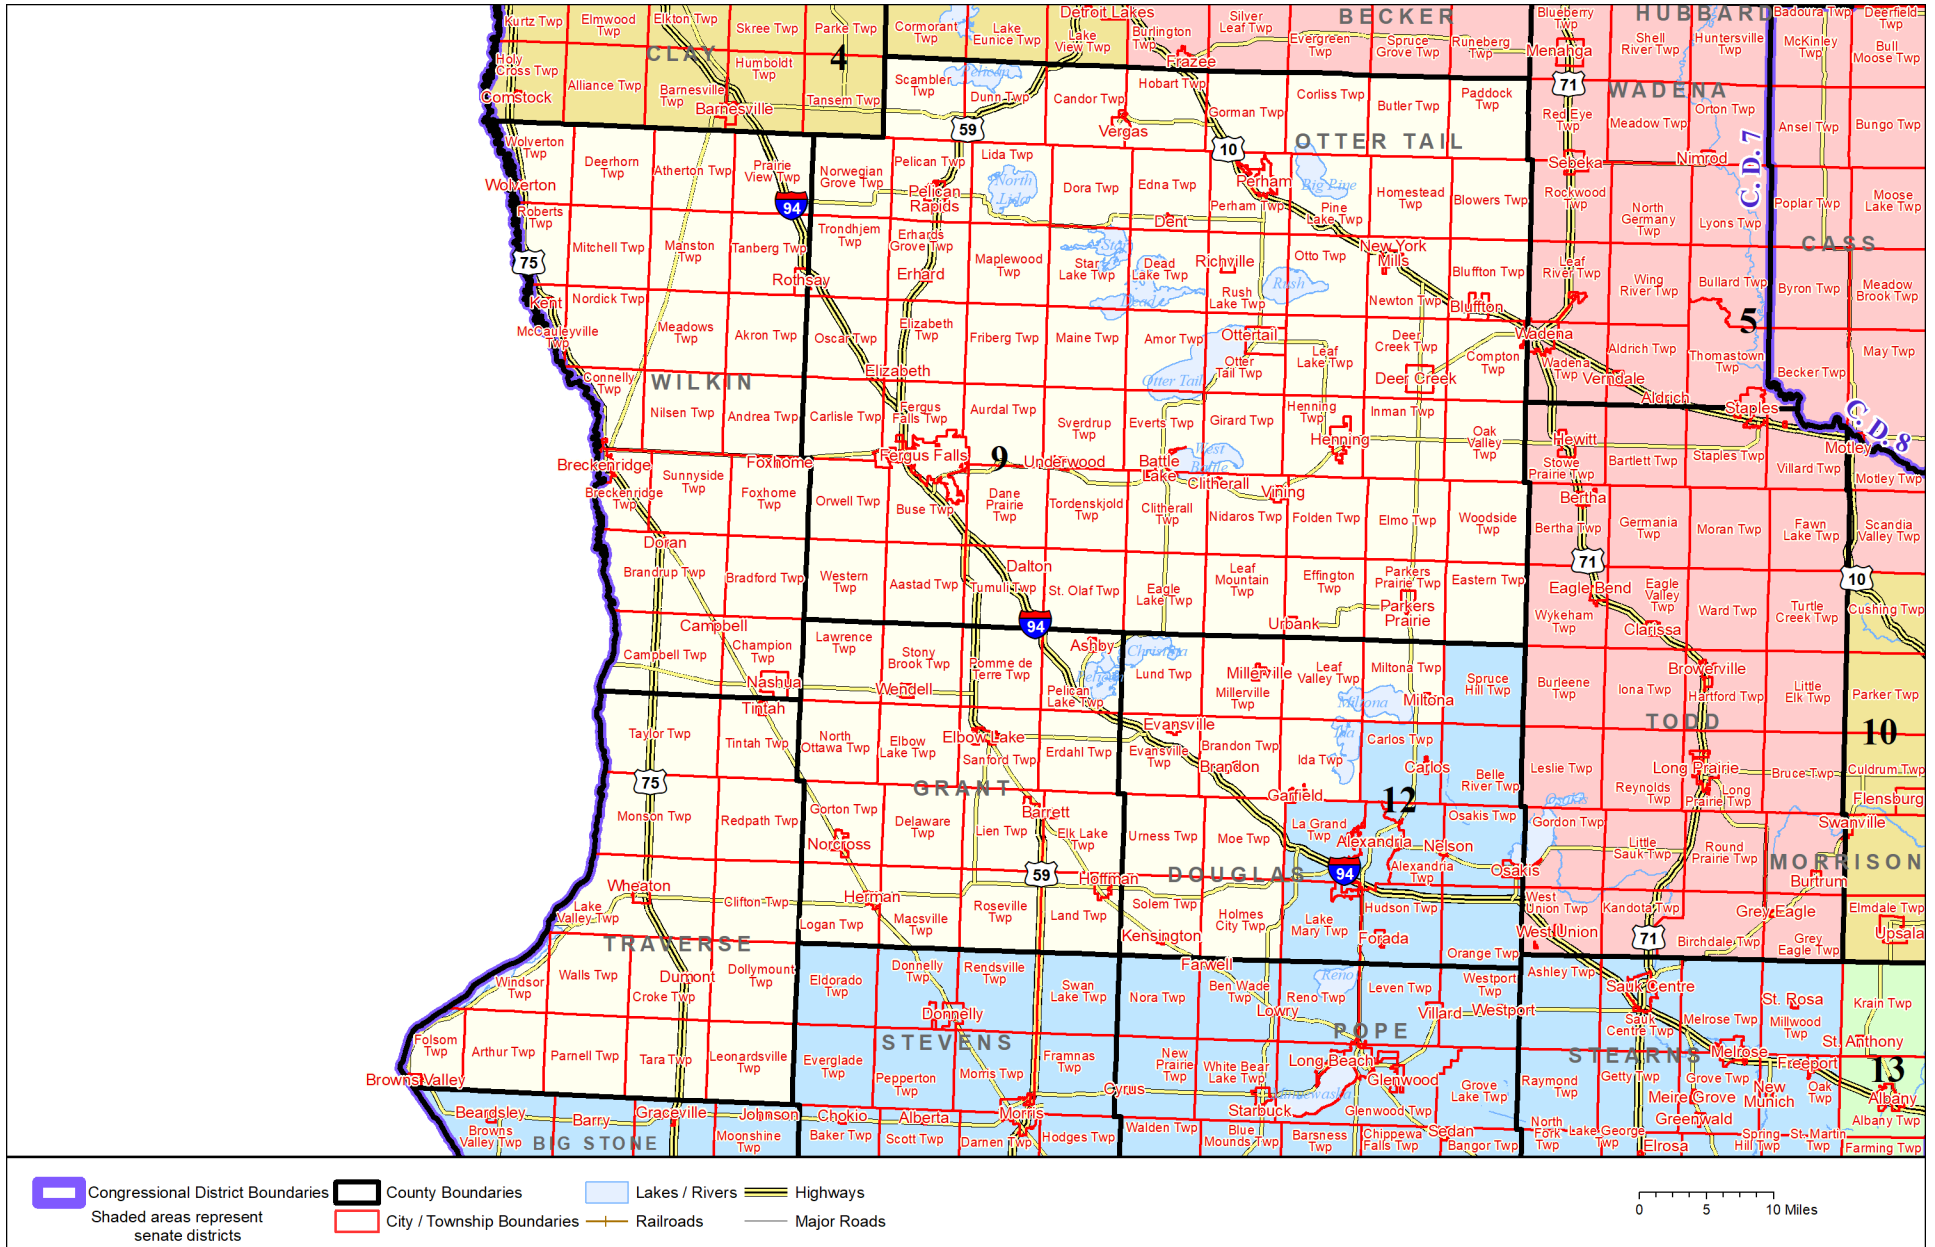 Kurtz Twp
Elmwood
Twp
Elkton Twp
Skree Twp
Parke Twp
Cormorant
Twp
Lake
Eunice Twp
Detroit Lakes
Lake
View Twp
Burlington
Twp
Silver
Leaf Twp
BECKER
Evergreen
Twp
Spruce
Grove Twp
Runeberg
Twp
Blueberry
Twp
HUBBARD
Badoura Twp
Deerfield
Twp
Shell
River Twp
Huntersville
Twp
McKinley
Twp
Bull
Moose Twp
CLAY
4
Holy
Cross Twp
Alliance Twp
Humboldt
Twp
Barnesville
Twp
Barnesville
Tansem Twp
Comstock
Scambler
Twp
Pelican
Dunn Twp
Candor Twp
Vergas
Frazee
Hobart Twp
Gorman Twp
Corliss Twp
Butler Twp
Paddock
Twp
Menahga
71
WADENA
Red Eye
Twp
Meadow Twp
Orton Twp
Ansel Twp
Bungo Twp
C. D. 7
Wolverton
Twp
Deerhorn
Twp
Atherton Twp
Prairie
View Twp
Norwegian
Grove Twp
Pelican Twp
59
Lida Twp
10
OTTER TAIL
Wolverton
Pelican
Rapids
North
Lida
Dora Twp
Edna Twp
Perham
Perham Twp
Big Pine
Pine
Lake Twp
Homestead
Twp
Blowers Twp
Sebeka
Nimrod
Rockwood
Twp
North
Germany
Twp
Lyons Twp
Poplar Twp
Moose
Lake Twp
CASS
94
Roberts
Twp
Mitchell Twp
Manston
Twp
Tanberg Twp
Trondhjem
Twp
Erhards
Grove Twp
Maplewood
Twp
Star
Star
Lake Twp
Dent
Dead
Lake Twp
Dead
Richville
Rush
Lake Twp
Rush
Otto Twp
New York
Mills
Bluffton Twp
Leaf
River Twp
Wing
River Twp
Bullard Twp
Byron Twp
Meadow
Brook Twp
75
Rothsay
Erhard
Kent
Nordick Twp
McCauleyville
Twp
Meadows
Twp
Akron Twp
Oscar Twp
Elizabeth
Twp
Friberg Twp
Maine Twp
Amor Twp
Ottertail
Otter
Tail Twp
Otter Tail
Leaf
Lake Twp
Newton Twp
Bluffton
Deer
Creek Twp
Deer Creek
Compton
Twp
Wadena
Wadena
Twp
Verndale
Aldrich Twp
Aldrich
5
Thomastown
Twp
May Twp
Becker Twp
Connelly
Twp
WILKIN
Nilsen Twp
Andrea Twp
Carlisle Twp
Elizabeth
Fergus
Falls Twp
Aurdal Twp
Sverdrup
Twp
Everts Twp
Girard Twp
Henning
Twp
Henning
Inman Twp
Oak
Valley
Twp
Staples
C. D. 8
Breckenridge
Foxhome
Fergus Falls
9
Underwood
Battle
Lake
West
Battle
Clitherall
Vining
Hewitt
Stowe
Prairie Twp
Bartlett Twp
Staples Twp
Villard Twp
Motley
Motley Twp
Breckenridge
Twp
Sunnyside
Twp
Foxhome
Twp
Orwell Twp
Buse Twp
Dane
Prairie
Twp
Tordenskjold
Twp
Clitherall
Twp
Nidaros Twp
Folden Twp
Elmo Twp
Woodside
Twp
Bertha
Bertha Twp
Germania
Twp
Moran Twp
Fawn
Lake Twp
Scandia
Valley Twp
Doran
Brandrup Twp
Bradford Twp
Western
Twp
Aastad Twp
Tumuli Twp
Dalton
St. Olaf Twp
Eagle
Lake Twp
Leaf
Mountain
Twp
Effington
Twp
Parkers
Prairie Twp
Parkers
Prairie
Eastern Twp
71
Eagle Bend
Eagle
Valley
Twp
Ward Twp
Turtle
Creek Twp
10
Cushing Twp
94
Urbank
Wykeham
Twp
Clarissa
Campbell
Campbell Twp
Champion
Twp
Nashua
Lawrence
Twp
Stony
Brook Twp
Wendell
Pomme de
Terre Twp
Ashby
Pelican
Lake Twp
Christina
Pelican
Lund Twp
Millerville
Millerville
Twp
Leaf
Valley Twp
Miltona Twp
Miltona
Miltona
Spruce
Hill Twp
Burleene
Twp
Iona Twp
Browerville
Hartford Twp
Little
Elk Twp
Parker Twp
TODD
10
Tintah
Taylor Twp
Tintah Twp
North
Ottawa Twp
Elbow
Lake Twp
Elbow Lake
Sanford Twp
Erdahl Twp
Evansville
Evansville
Twp
Brandon Twp
Brandon
Ida
Ida Twp
Carlos Twp
Carlos
Belle
River Twp
Leslie Twp
Long Prairie
Long
Prairie Twp
Reynolds
Twp
Bruce Twp
Culdrum Twp
Flensburg
75
GRANT
Garfield
12
Monson Twp
Redpath Twp
Gorton Twp
Norcross
Delaware
Twp
Lien Twp
Barrett
Elk Lake
Twp
Urness Twp
Moe Twp
La Grand
Twp
Alexandria
Alexandria
Twp
Nelson
Osakis Twp
Osakis
Osakis
Gordon Twp
Little
Sauk Twp
Round
Prairie Twp
Swanville
MORRISON
Burtrum
Wheaton
Lake
Valley Twp
Clifton Twp
Herman
Logan Twp
Macsville
Twp
59
Roseville
Twp
Hoffman
Land Twp
DOUGLAS
94
Solem Twp
Kensington
Holmes
City Twp
Lake
Mary Twp
Hudson Twp
Forada
Orange Twp
West
Union Twp
West Union
Kandota Twp
71
Birchdale Twp
Grey Eagle
Grey
Eagle Twp
Elmdale Twp
Upsala
TRAVERSE
Windsor
Twp
Walls Twp
Dumont
Croke Twp
Dollymount
Twp
Eldorado
Twp
Donnelly
Twp
Donnelly
Rendsville
Twp
Swan
Lake Twp
Nora Twp
Farwell
Ben Wade
Twp
Lowry
Reno
Reno Twp
Leven Twp
Villard
Westport
Twp
Westport
Ashley Twp
Sauk Centre
Sauk
Centre Twp
Melrose Twp
St. Rosa
Millwood
Twp
Krain Twp
St. Anthony
Folsom
Twp
Arthur Twp
Parnell Twp
Tara Twp
Leonardsville
Twp
STEVENS
Everglade
Twp
Pepperton
Twp
Morris Twp
Framnas
Twp
New
Prairie
Twp
White Bear
Lake Twp
POPE
Long Beach
Glenwood
Grove
Lake Twp
Raymond
Twp
STEARNS
Getty Twp
Melrose
Grove Twp
Meire Grove
Greenwald
New
Munich
Freeport
Oak
Twp
13
Albany
Albany Twp
Browns Valley
Beardsley
Browns
Valley Twp
Barry
BIG STONE
Graceville
Johnson
Moonshine
Twp
Chokio
Baker Twp
Alberta
Scott Twp
Morris
Darnen Twp
Hodges Twp
Cyrus
Walden Twp
Starbuck
Blue
Mounds Twp
Minnewaska
Barsness
Twp
Glenwood Twp
Chippewa
Falls Twp
Sedan
Bangor Twp
North
Fork
Twp
Lake George
Twp
Elrosa
Spring
Hill Twp
St. Martin
Twp
Farming Twp
Congressional District Boundaries
County Boundaries
Lakes / Rivers
Highways
Shaded areas represent
senate districts
City / Township Boundaries
Railroads
Major Roads
0 5 10 Miles